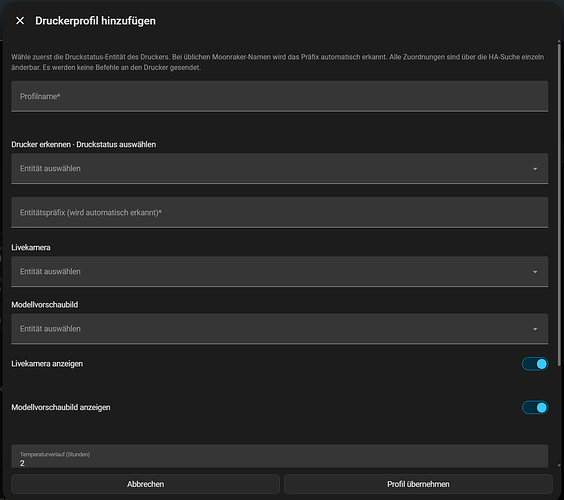 Druckerprofil hinzufügen
Wähle zuerst die Druckstatus-Entität des Druckers. Bei üblichen Moonraker-Namen wird das Präfix automatisch erkannt. Alle Zuordnungen sind über die HA-Suche einzeln
änderbar. Es werden keine Befehle an den Drucker gesendet.
Profilname*
Drucker erkennen · Druckstatus auswählen
Entität auswählen
Entitätspräfix (wird automatisch erkannt)*
Livekamera
Entität auswählen
Modellvorschaubild
Entität auswählen
Livekamera anzeigen
Modellvorschaubild anzeigen
Temperaturverlauf (Stunden)
2
Abbrechen
Profil übernehmen